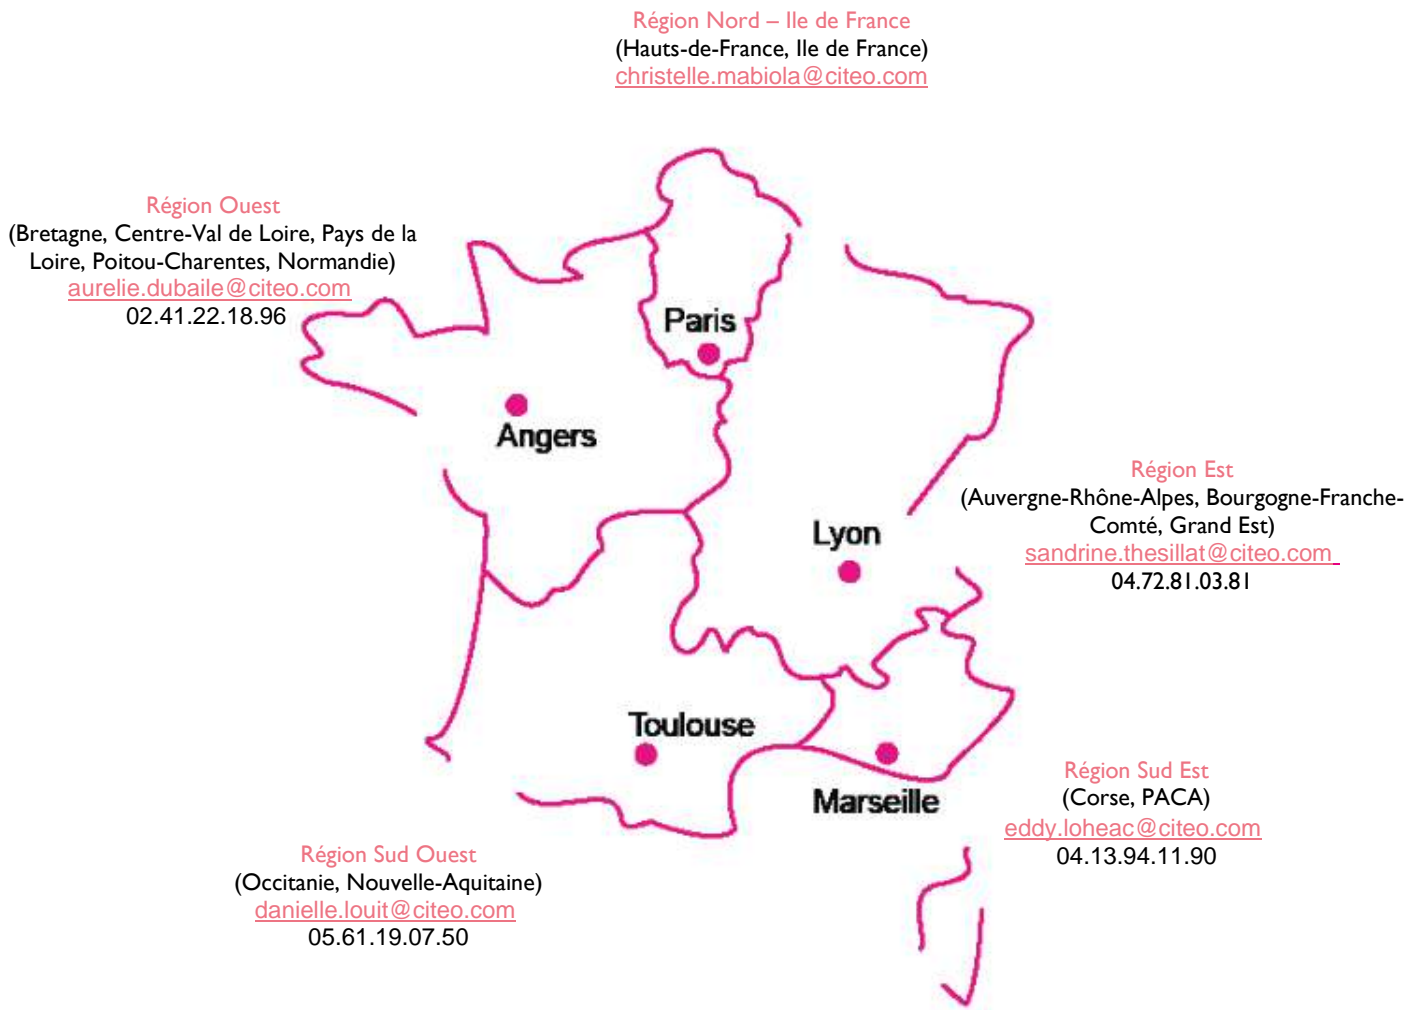 Région Nord – Ile de France
(Hauts-de-France, Ile de France)
christelle.mabiola@citeo.com
Région Ouest
(Bretagne, Centre-Val de Loire, Pays de la
Loire, Poitou-Charentes, Normandie)
aurelie.dubaile@citeo.com
02.41.22.18.96
Paris
Angers
Région Est
(Auvergne-Rhône-Alpes, Bourgogne-Franche-
Comté, Grand Est)
sandrine.thesillat@citeo.com
04.72.81.03.81
Lyon
Toulouse
Marseille
Région Sud Est
(Corse, PACA)
eddy.loheac@citeo.com
04.13.94.11.90
Région Sud Ouest
(Occitanie, Nouvelle-Aquitaine)
danielle.louit@citeo.com
05.61.19.07.50